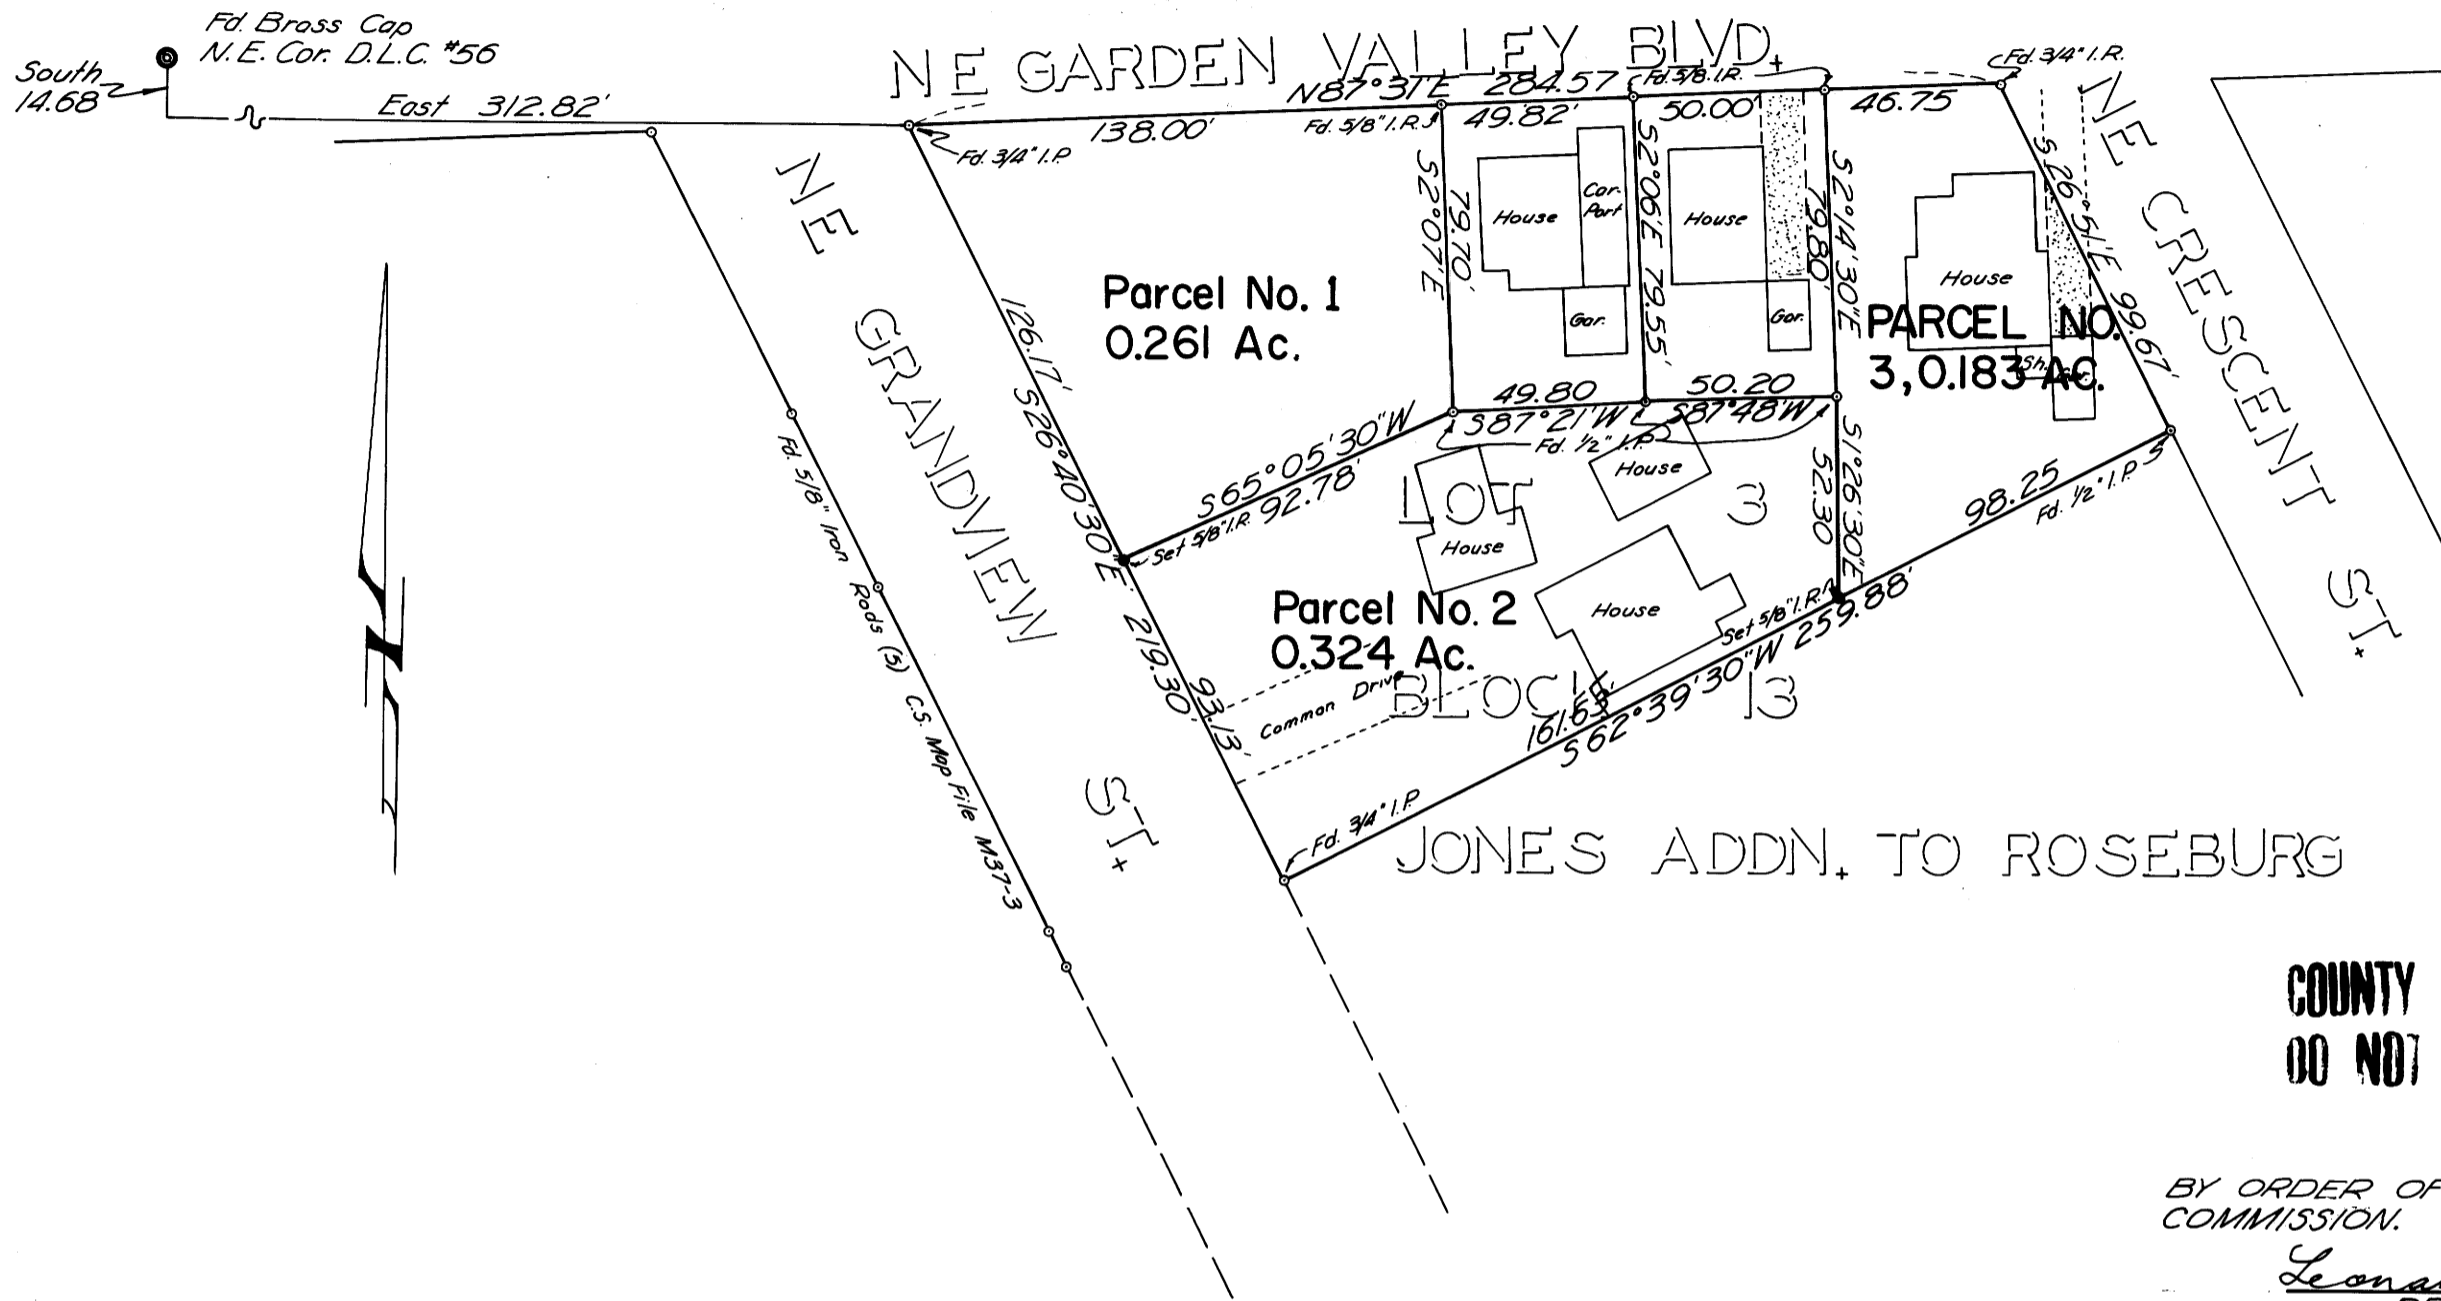 Fd. Brass Cap
N.E. Cor. D.L.C. #56
South
14.68
East 312.82'
NE GARDEN VALLEY BLVD.
N87°31'E 284.57
Fd. 5/8 I.R.
Fd. 3/4" I.R.
138.00'
Fd. 5/8" I.R.
49.82'
50.00'
46.75
Fd. 3/4" I.P.
NE GRANDVIEW ST.
NE CRESCENT ST.
S2°07'E 79.70'
S2°06'E 79.55'
S2°14'30"E
79.80'
S 26°51'E 99.67'
House
Car-
Port
Gar.
House
Gar.
House
Sh.
Parcel No. 1
0.261 Ac.
PARCEL NO.
3, 0.183 AC.
126.17'
S26°40'30"E 219.30
93.13
49.80
S87°21'W
50.20
S87°48'W
Fd. 1/2" I.P.
S65°05'30"W
92.78'
Set 5/8" I.R.
S1°26'30"E
52.30
98.25
Fd. 1/2" I.P.
LOT 3
House
House
House
Parcel No. 2
0.324 Ac.
Set 5/8" I.R.
Common Drive
BLOCK 13
161.63'
S 62°39'30"W 259.88'
Fd. 3/4" I.P.
Fd. 5/8" Iron Rods (5) C.S. Map File M37-3
JONES ADDN. TO ROSEBURG
COUNTY
DO NOT
BY ORDER OF
COMMISSION.